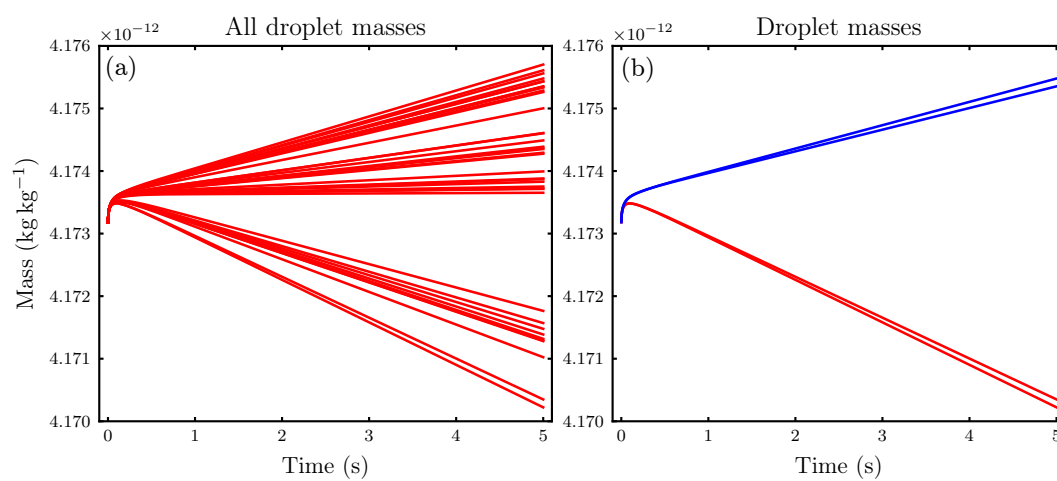 All droplet masses
×10−12
(a)
4.176
4.175
4.174
4.173
4.172
4.171
4.170
Mass (kg kg−1)
0 1 2 3 4 5
Time (s)
Droplet masses
×10−12
(b)
4.176
4.175
4.174
4.173
4.172
4.171
4.170
0 1 2 3 4 5
Time (s)